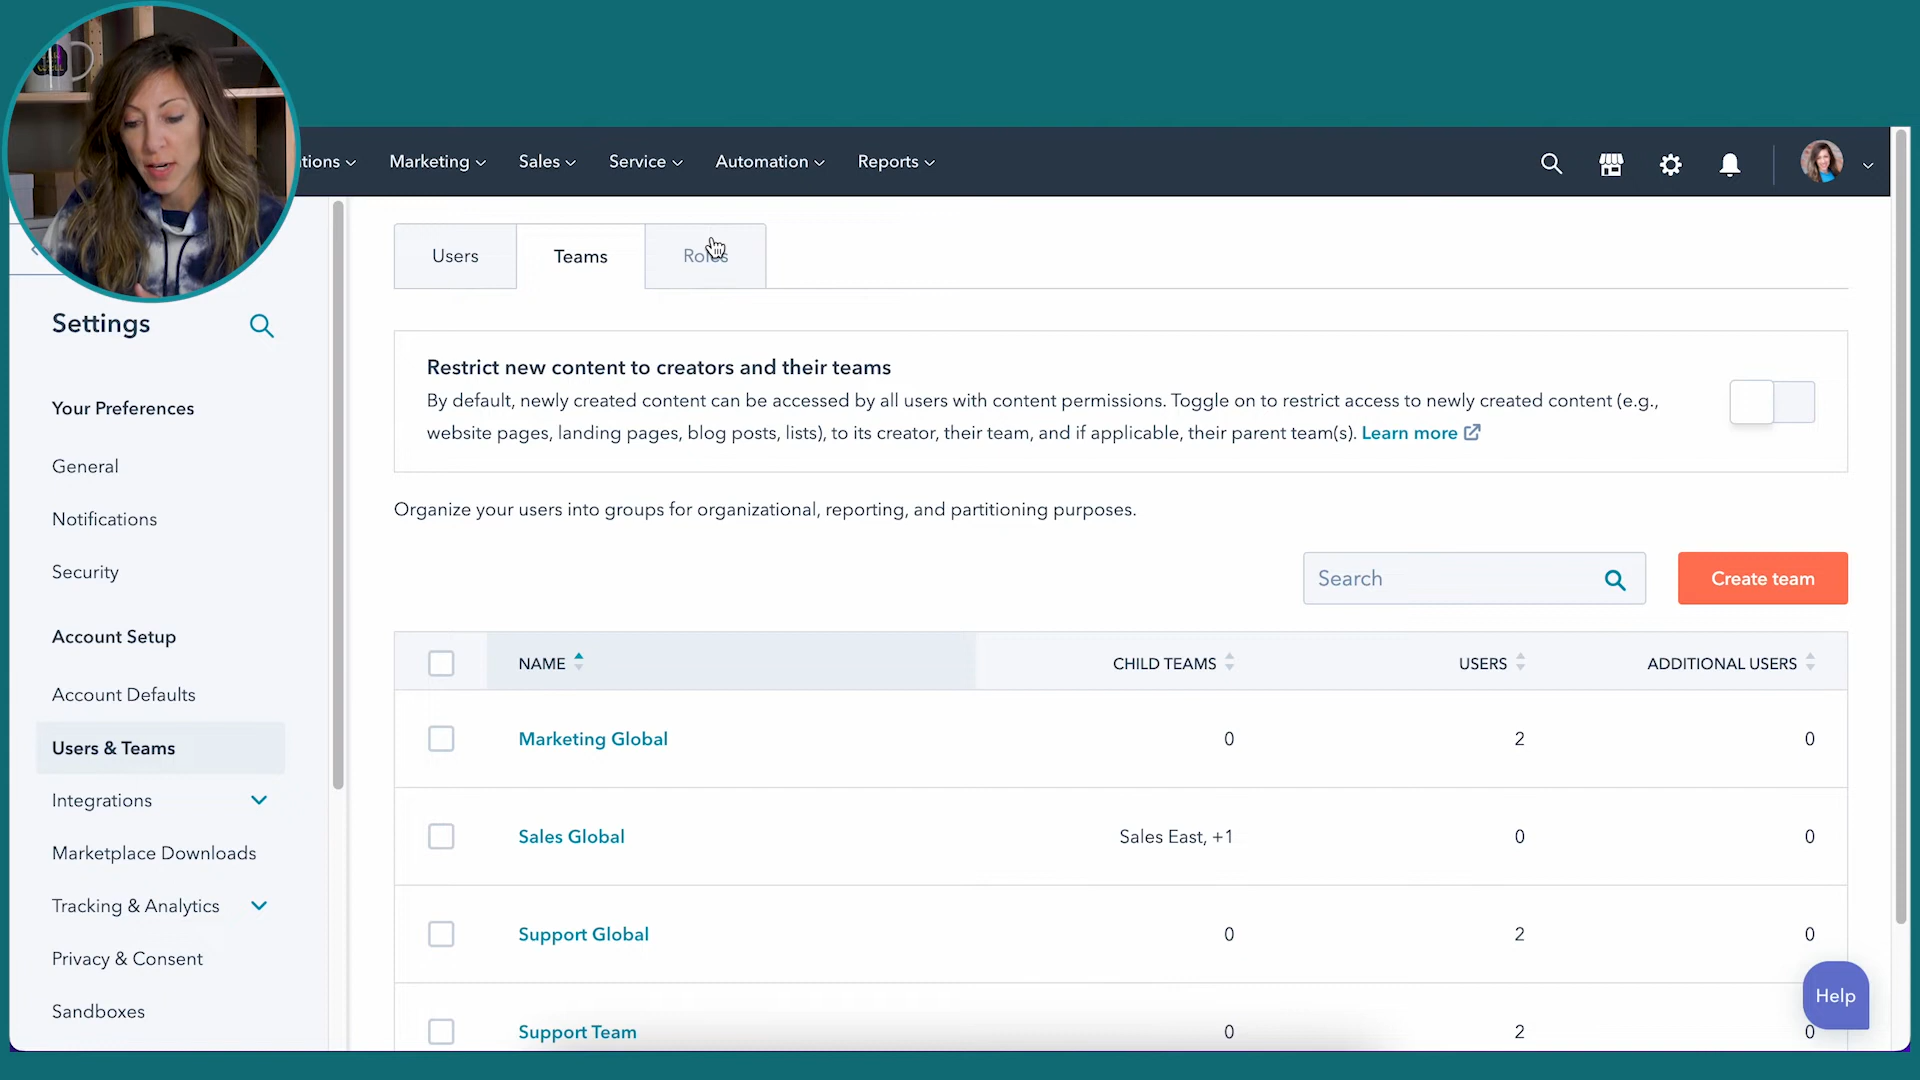 tions
Marketing
Sales
Service
Automation
Reports
Users
Teams
Roles
Settings
Your Preferences
General
Notifications
Security
Account Setup
Account Defaults
Users & Teams
Integrations
Marketplace Downloads
Tracking & Analytics
Privacy & Consent
Sandboxes
Restrict new content to creators and their teams
By default, newly created content can be accessed by all users with content permissions. Toggle on to restrict access to newly created content (e.g.,
website pages, landing pages, blog posts, lists), to its creator, their team, and if applicable, their parent team(s). Learn more
Organize your users into groups for organizational, reporting, and partitioning purposes.
Search
Create team
NAME CHILD TEAMS USERS ADDITIONAL USERS
Marketing Global 0 2 0
Sales Global Sales East, +1 0 0
Support Global 0 2 0
Support Team 0 2 0
Help